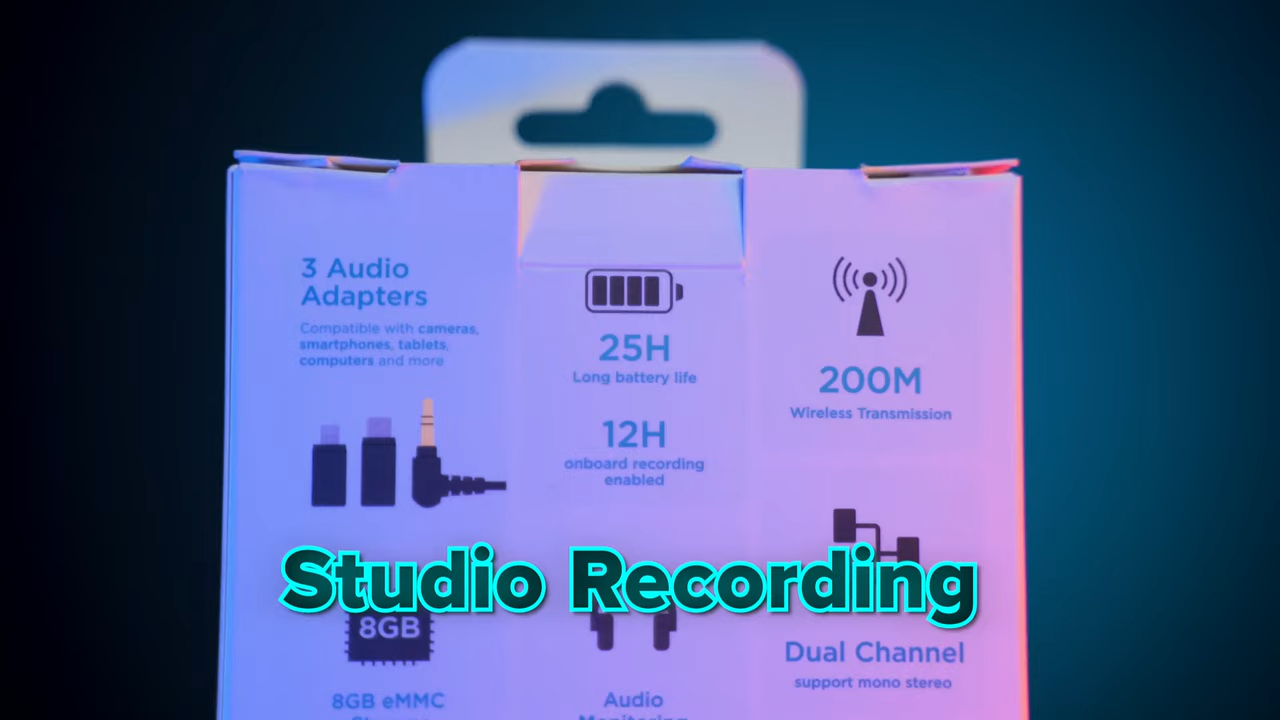 3 Audio
Adapters
Compatible with cameras,
smartphones, tablets,
computers and more
25H
Long battery life
12H
onboard recording
enabled
200M
Wireless Transmission
Studio Recording
8GB
8GB eMMC
Audio
Monitoring
Dual Channel
support mono stereo